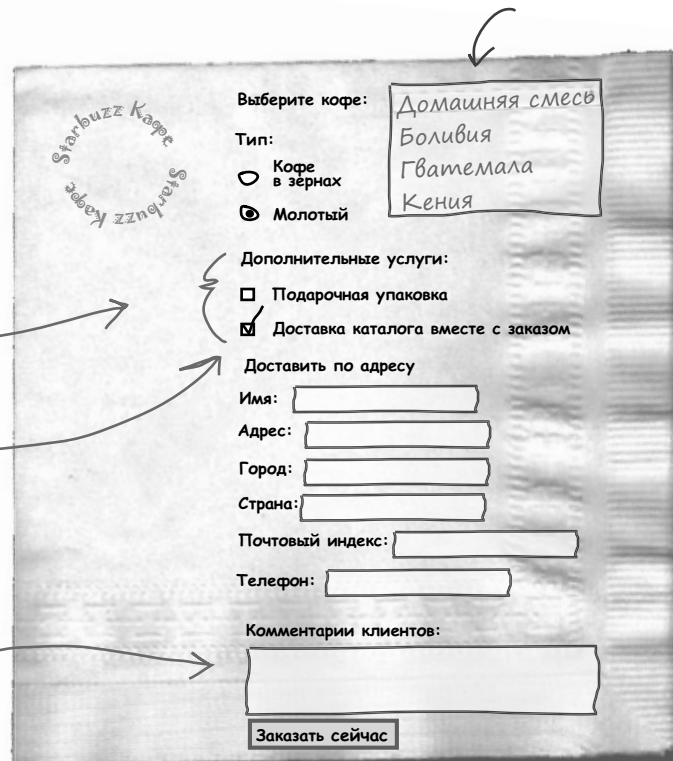 Starbuzz Кафе
Starbuzz Кафе
Выберите кофе:
Домашняя смесь
Боливия
Гватемала
Кения
Тип:
Кофе
в зернах
Молотый
Дополнительные услуги:
Подарочная упаковка
Доставка каталога вместе с заказом
Доставить по адресу
Имя:
Адрес:
Город:
Страна:
Почтовый индекс:
Телефон:
Комментарии клиентов:
Заказать сейчас